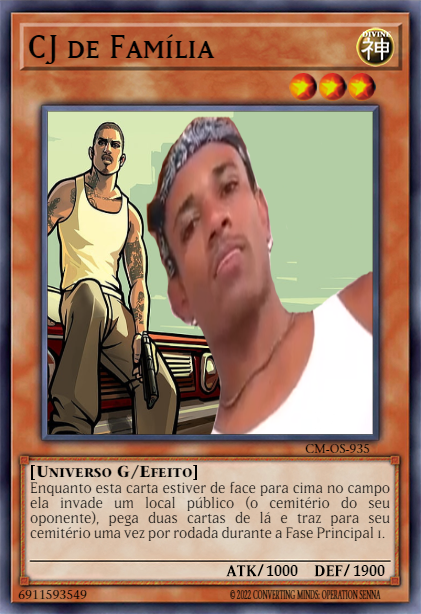 CJ de Família
DIVINE
神
CM-OS-935
[Universo G/Efeito]
Enquanto esta carta estiver de face para cima no campo
ela invade um local público (o cemitério do seu
oponente), pega duas cartas de lá e traz para seu
cemitério uma vez por rodada durante a Fase Principal 1.
ATK/1000 DEF/1900
6911593549
©2022 CONVERTING MINDS: OPERATION SENNA